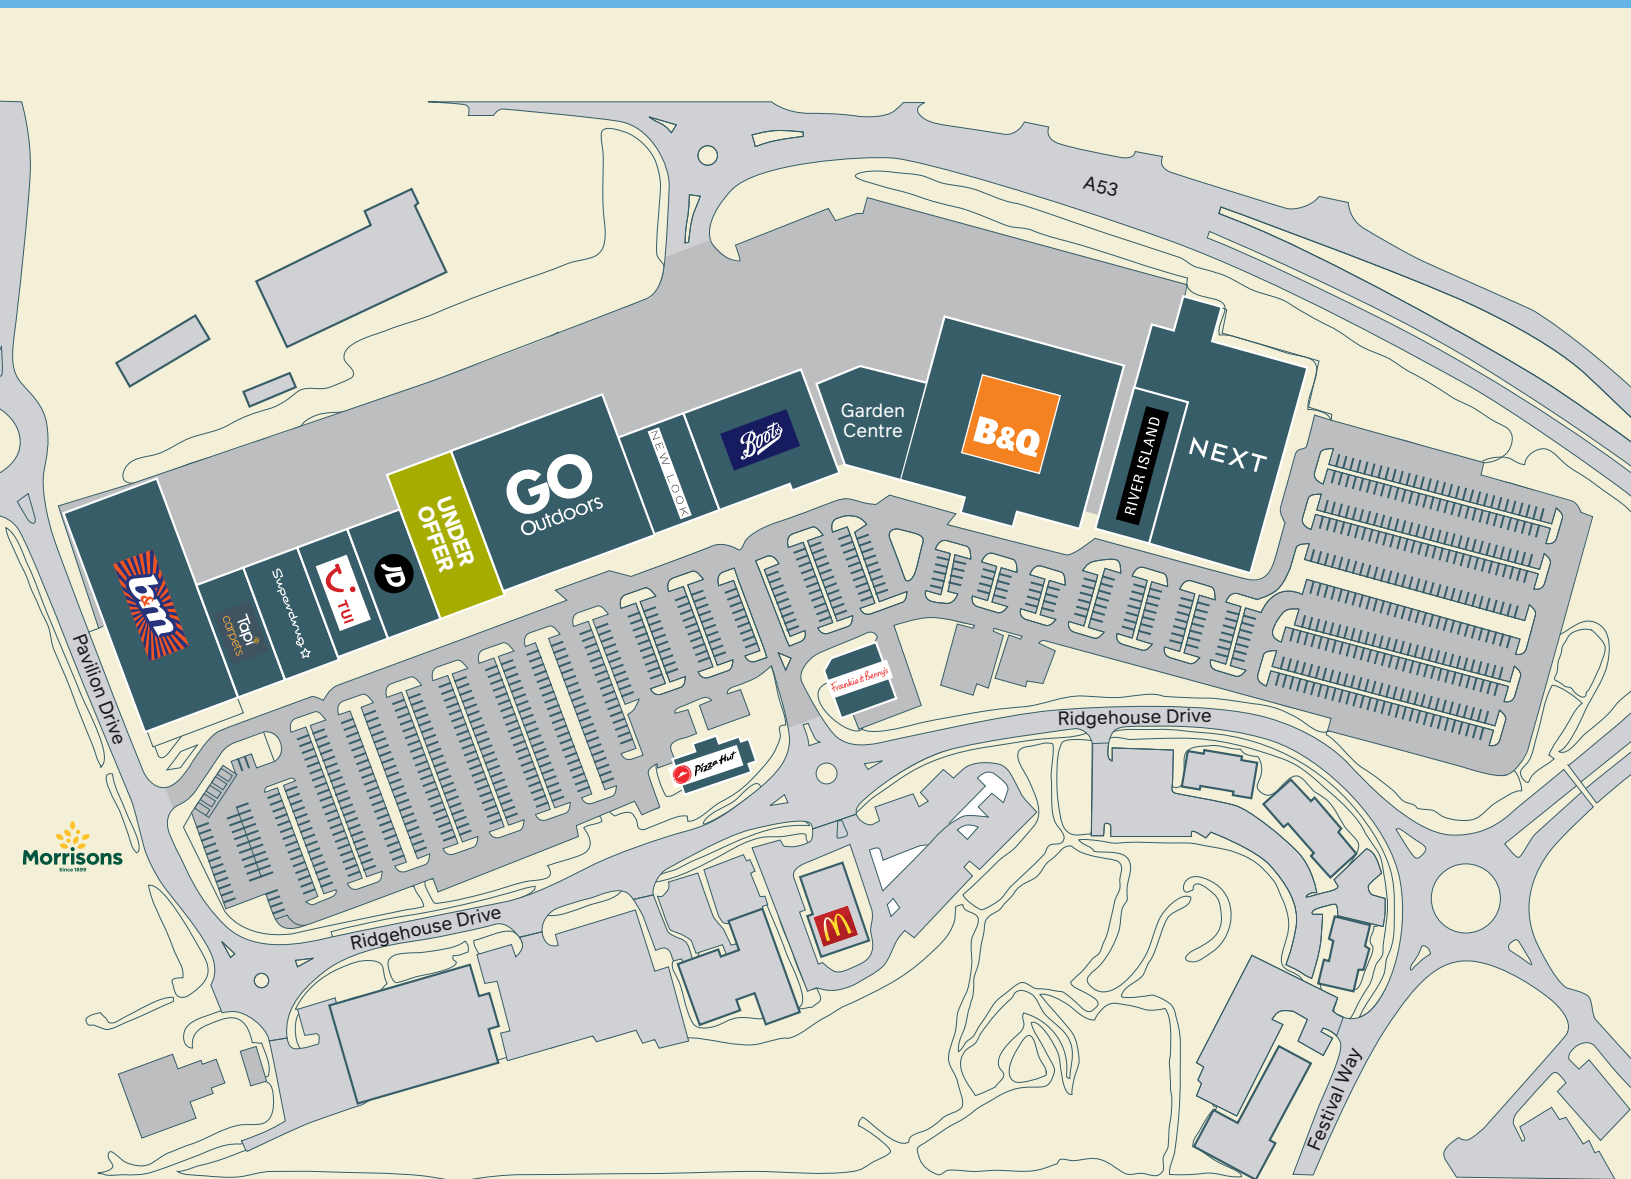 A53
Garden
Centre
B&Q
RIVER ISLAND
NEXT
Boots
NEW LOOK
GO
Outdoors
UNDER
OFFER
JD
TUI
Superdrug
Tapi
carpets
b&m
Pavilion Drive
Frankie & Benny's
Pizza Hut
Ridgehouse Drive
Morrisons
Since 1899
Ridgehouse Drive
Festival Way